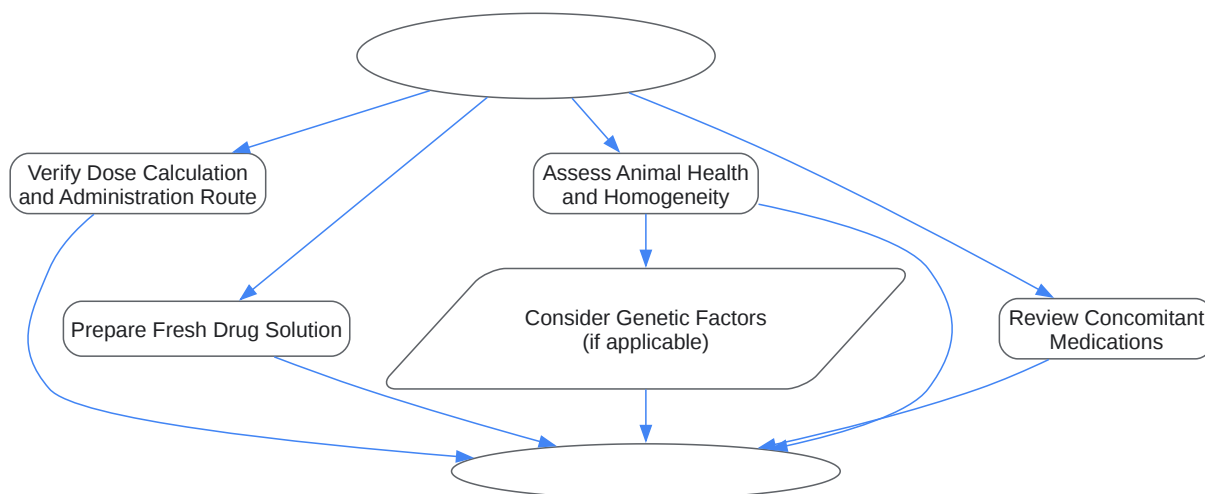 Verify Dose Calculation
and Administration Route
Assess Animal Health
and Homogeneity
Prepare Fresh Drug Solution
Consider Genetic Factors
(if applicable)
Review Concomitant
Medications